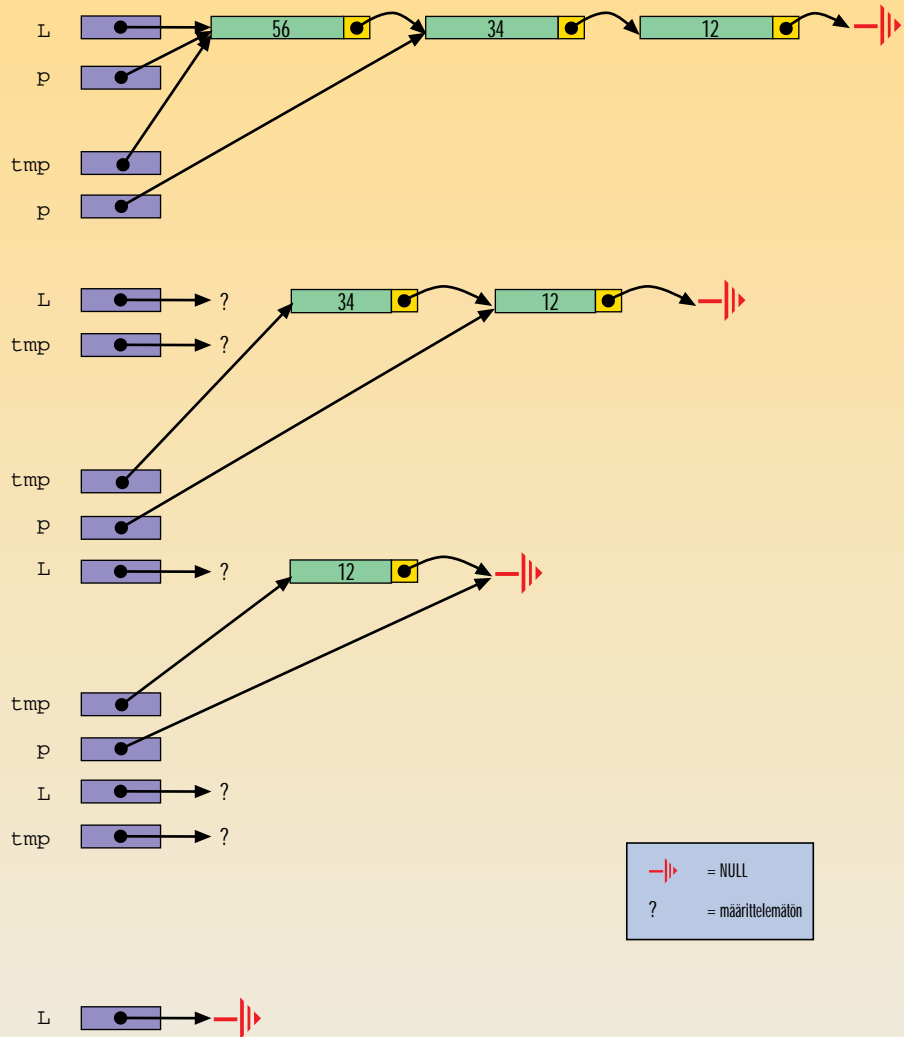 L 56 34 12
p
tmp
p
L ? 34 12
tmp ?
tmp
p
L ? 12
tmp
p
L ?
tmp ?
= NULL
? = määrittelemätön
L